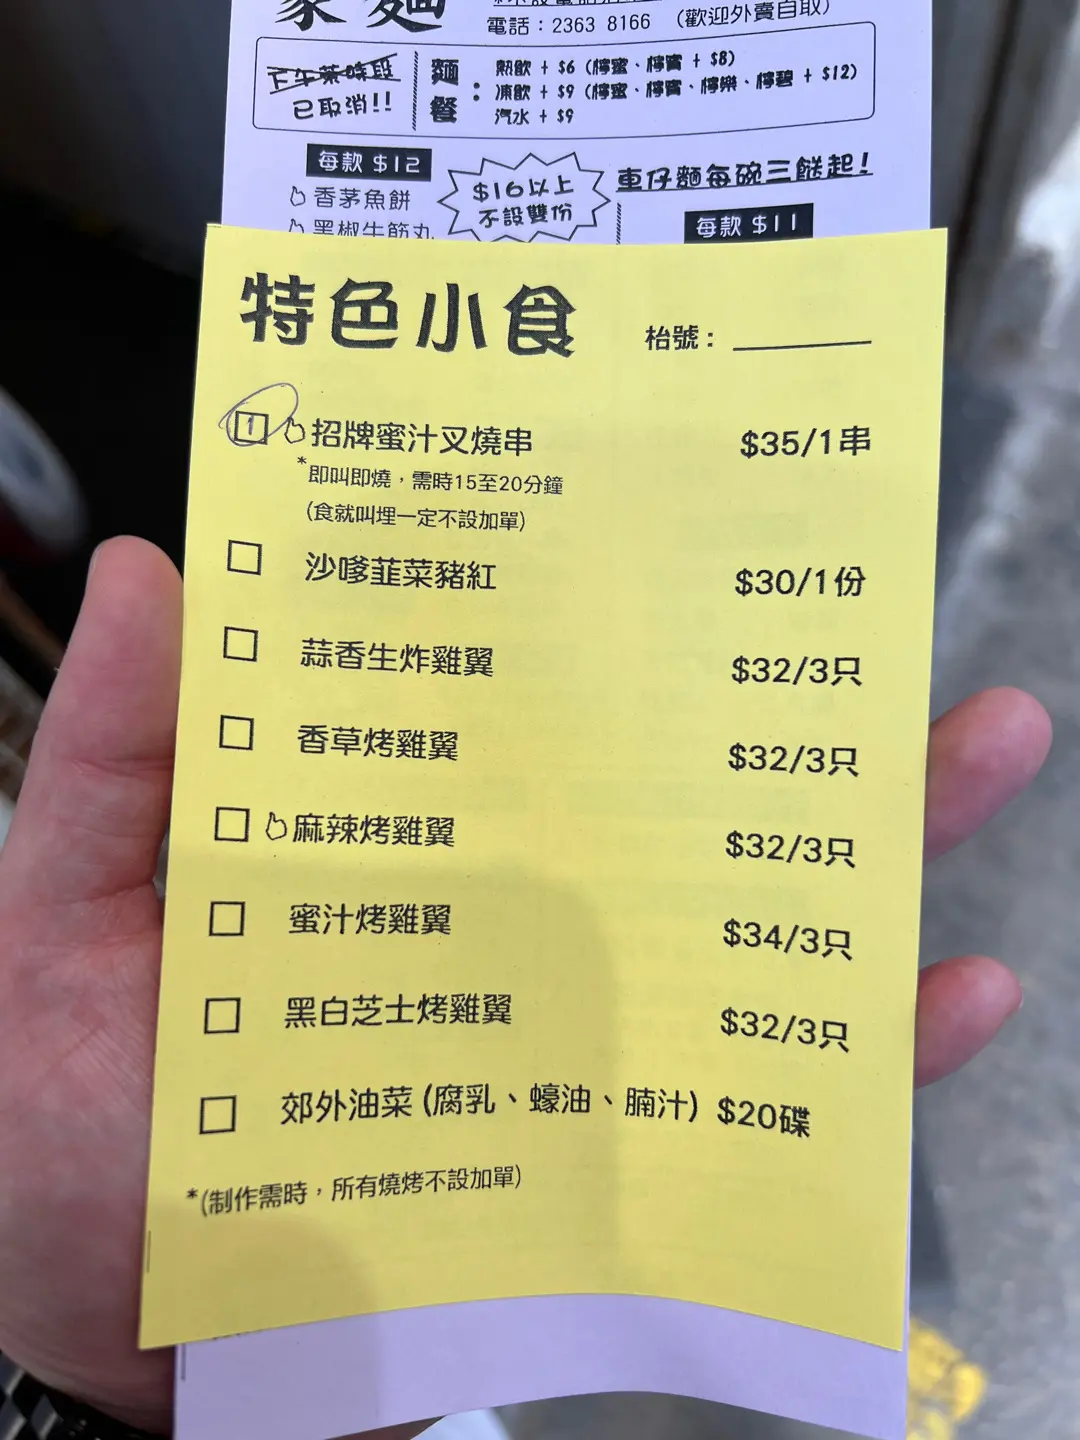 家麵
電話：2363 8166 （歡迎外賣自取）
下午茶時段
已取消!!
麵餐：
熱飲 + $6 (檸蜜、檸賓 + $8)
凍飲 + $9 (檸蜜、檸賓、檸樂、檸碧 + $12)
汽水 + $9
每款 $12
香茅魚餅
黑椒牛筋丸
$16以上
不設雙份
車仔麵每碗三餸起!
每款 $11
特色小食
枱號：
1 招牌蜜汁叉燒串 $35/1串
*即叫即燒，需時15至20分鐘
(食就叫埋一定不設加單)
沙嗲韮菜豬紅 $30/1份
蒜香生炸雞翼 $32/3只
香草烤雞翼 $32/3只
麻辣烤雞翼 $32/3只
蜜汁烤雞翼 $34/3只
黑白芝士烤雞翼 $32/3只
郊外油菜 (腐乳、蠔油、腩汁) $20碟
*(制作需時，所有燒烤不設加單)